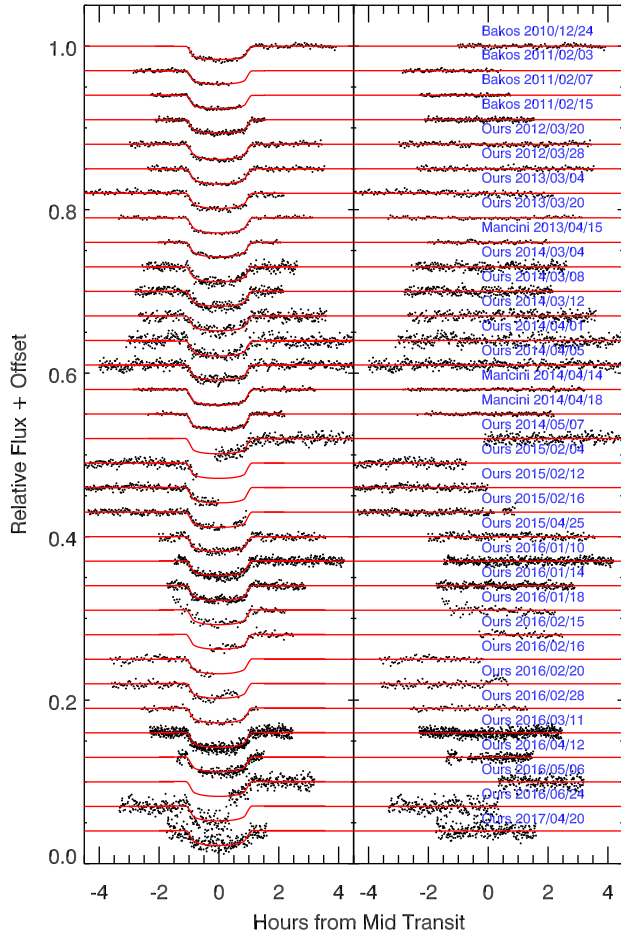 Bakos 2010/12/24
Bakos 2011/02/03
Bakos 2011/02/07
Bakos 2011/02/15
Ours 2012/03/20
Ours 2012/03/28
Ours 2013/03/04
Ours 2013/03/20
Mancini 2013/04/15
Ours 2014/03/04
Ours 2014/03/08
Ours 2014/03/12
Ours 2014/04/01
Ours 2014/04/05
Mancini 2014/04/14
Mancini 2014/04/18
Ours 2014/05/07
Ours 2015/02/04
Ours 2015/02/12
Ours 2015/02/16
Ours 2015/04/25
Ours 2016/01/10
Ours 2016/01/14
Ours 2016/01/18
Ours 2016/02/15
Ours 2016/02/16
Ours 2016/02/20
Ours 2016/02/28
Ours 2016/03/11
Ours 2016/04/12
Ours 2016/05/06
Ours 2016/06/24
Ours 2017/04/20
1.0
0.8
0.6
0.4
0.2
0.0
Relative Flux + Offset
-4 -2 0 2 4 -4 -2 0 2 4
Hours from Mid Transit